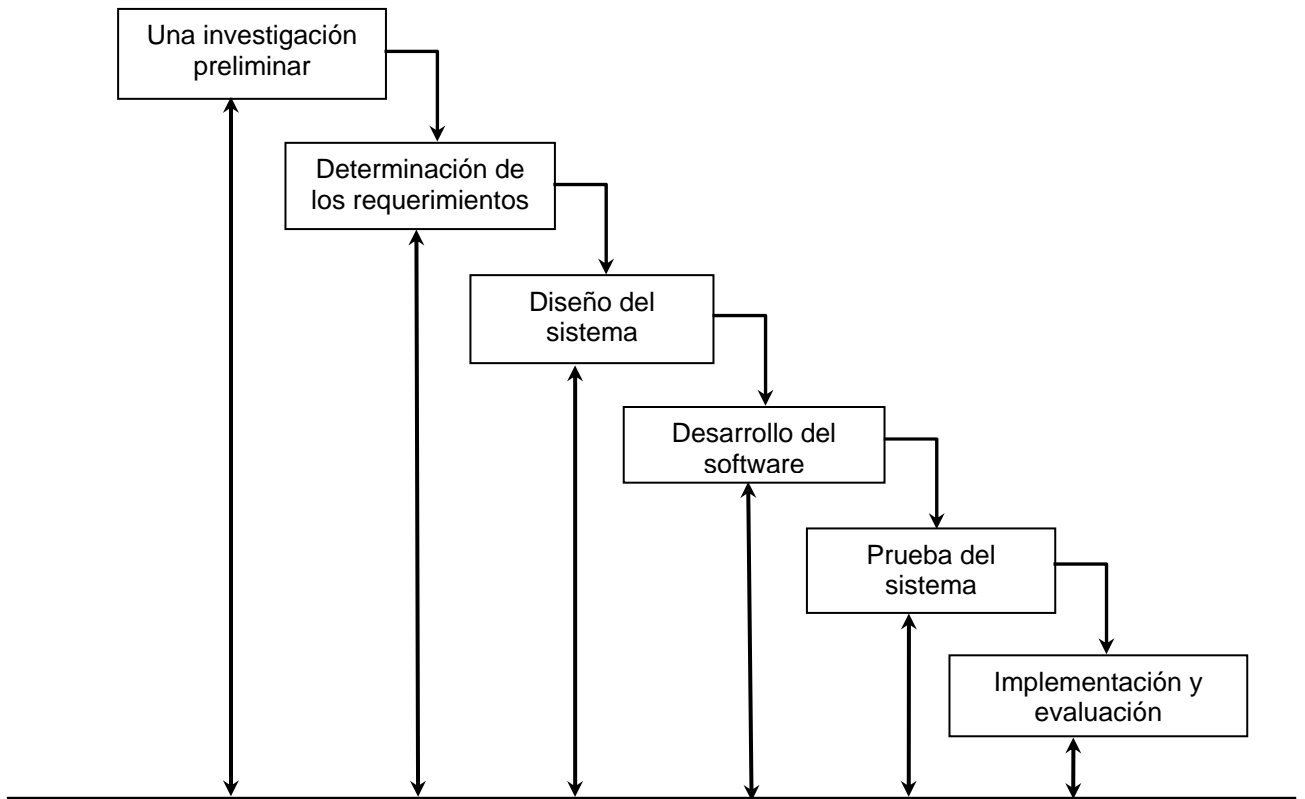 Una investigación
preliminar
Determinación de
los requerimientos
Diseño del
sistema
Desarrollo del
software
Prueba del
sistema
Implementación y
evaluación